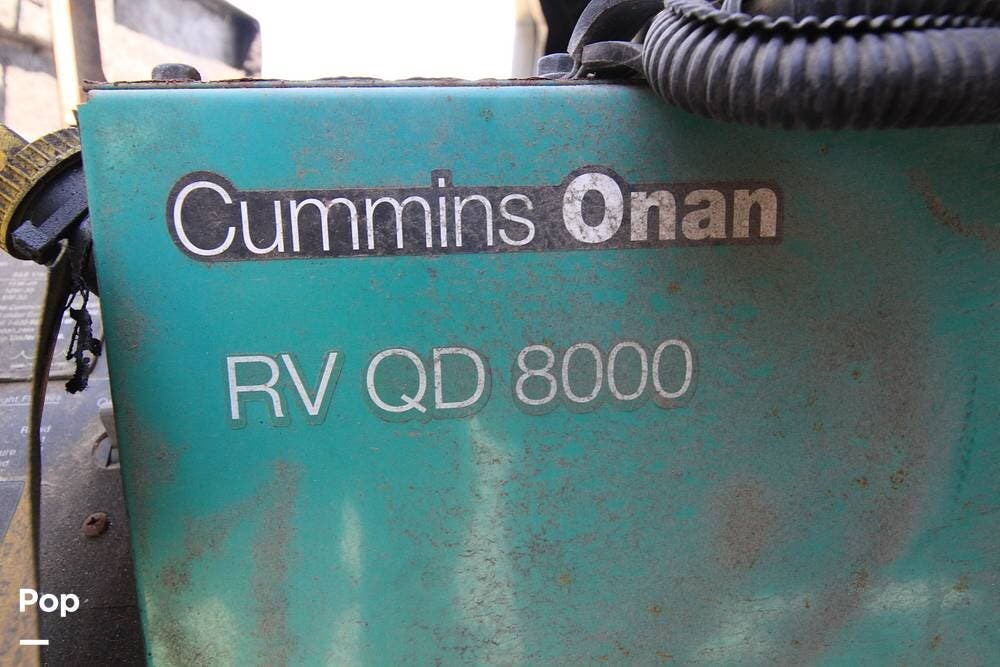 Cummins Onan
RV QD 8000
Pop